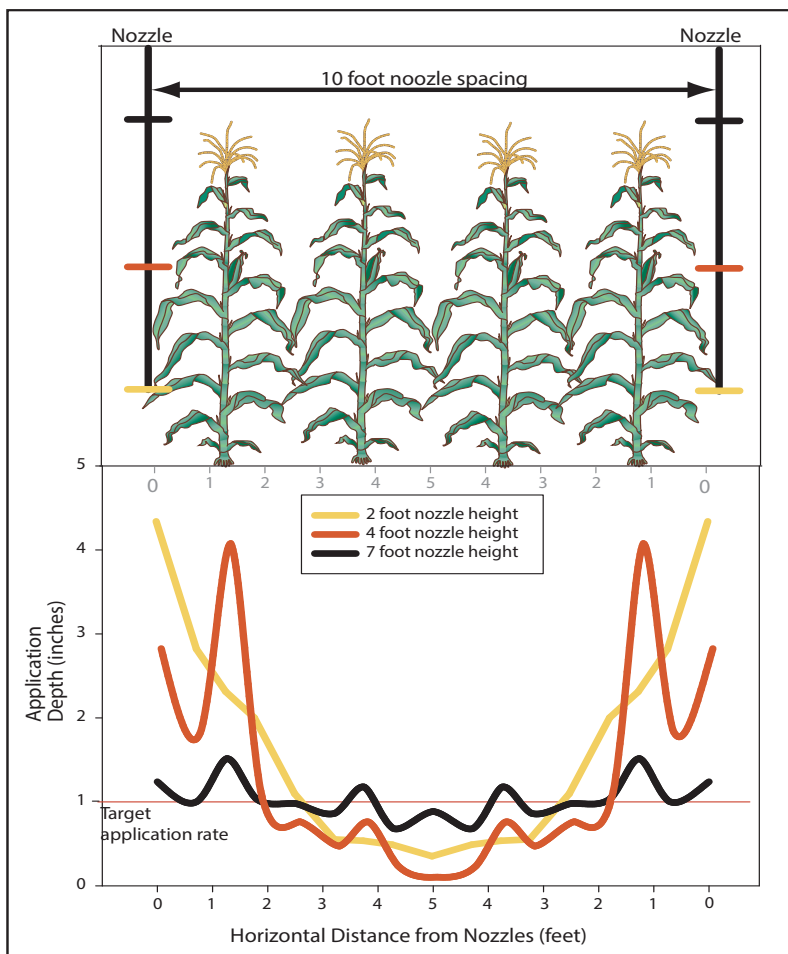 Nozzle Nozzle
10 foot noozle spacing
5
0 1 2 3 4 5 4 3 2 1 0
2 foot nozzle height
4 foot nozzle height
7 foot nozzle height
4
3
2
1
0
Application
Depth (inches)
Target
application rate
0 1 2 3 4 5 4 3 2 1 0
Horizontal Distance from Nozzles (feet)